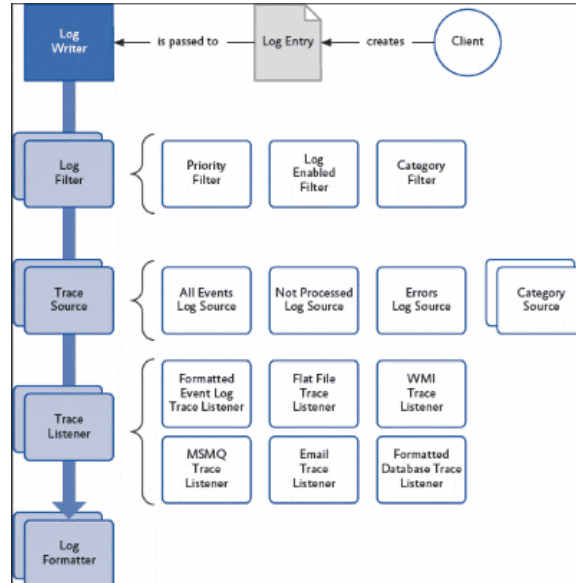 Log
Writer
is passed to
Log Entry
creates
Client
Log
Filter
Priority
Filter
Log
Enabled
Filter
Category
Filter
Trace
Source
All Events
Log Source
Not Processed
Log Source
Errors
Log Source
Category
Source
Trace
Listener
Formatted
Event Log
Trace Listener
Flat File
Trace
Listener
WMI
Trace
Listener
MSMQ
Trace
Listener
Email
Trace
Listener
Formatted
Database Trace
Listener
Log
Formatter